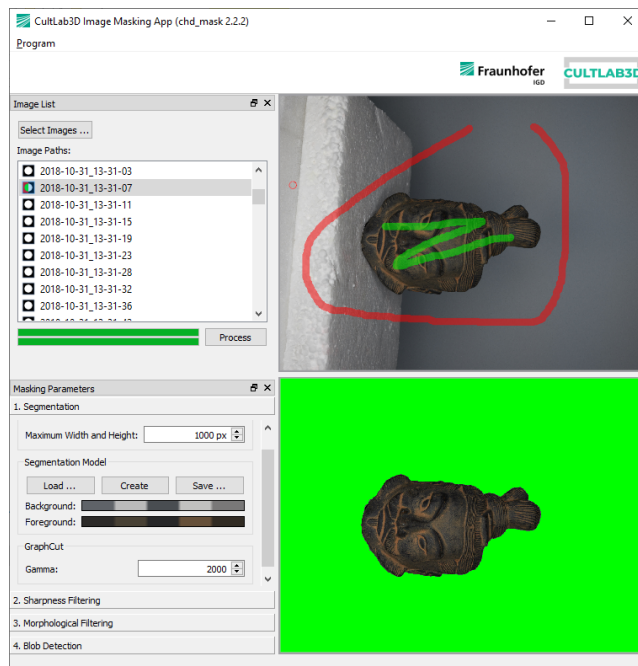 CultLab3D Image Masking App (chd_mask 2.2.2)
Program
Fraunhofer
IGD
CULTLAB3D
Image List
Select Images ...
Image Paths:
2018-10-31_13-31-03
2018-10-31_13-31-07
2018-10-31_13-31-11
2018-10-31_13-31-15
2018-10-31_13-31-19
2018-10-31_13-31-23
2018-10-31_13-31-28
2018-10-31_13-31-32
2018-10-31_13-31-36
Process
Masking Parameters
1. Segmentation
Maximum Width and Height: 1000 px
Segmentation Model
Load ... Create Save ...
Background:
Foreground:
GraphCut
Gamma: 2000
2. Sharpness Filtering
3. Morphological Filtering
4. Blob Detection